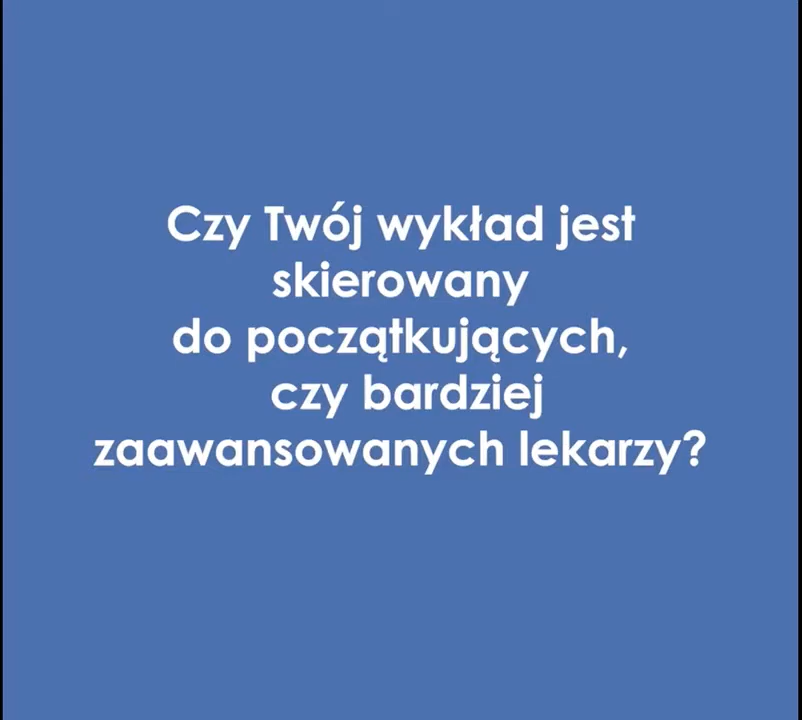 Czy Twój wykład jest
skierowany
do początkujących,
czy bardziej
zaawansowanych lekarzy?